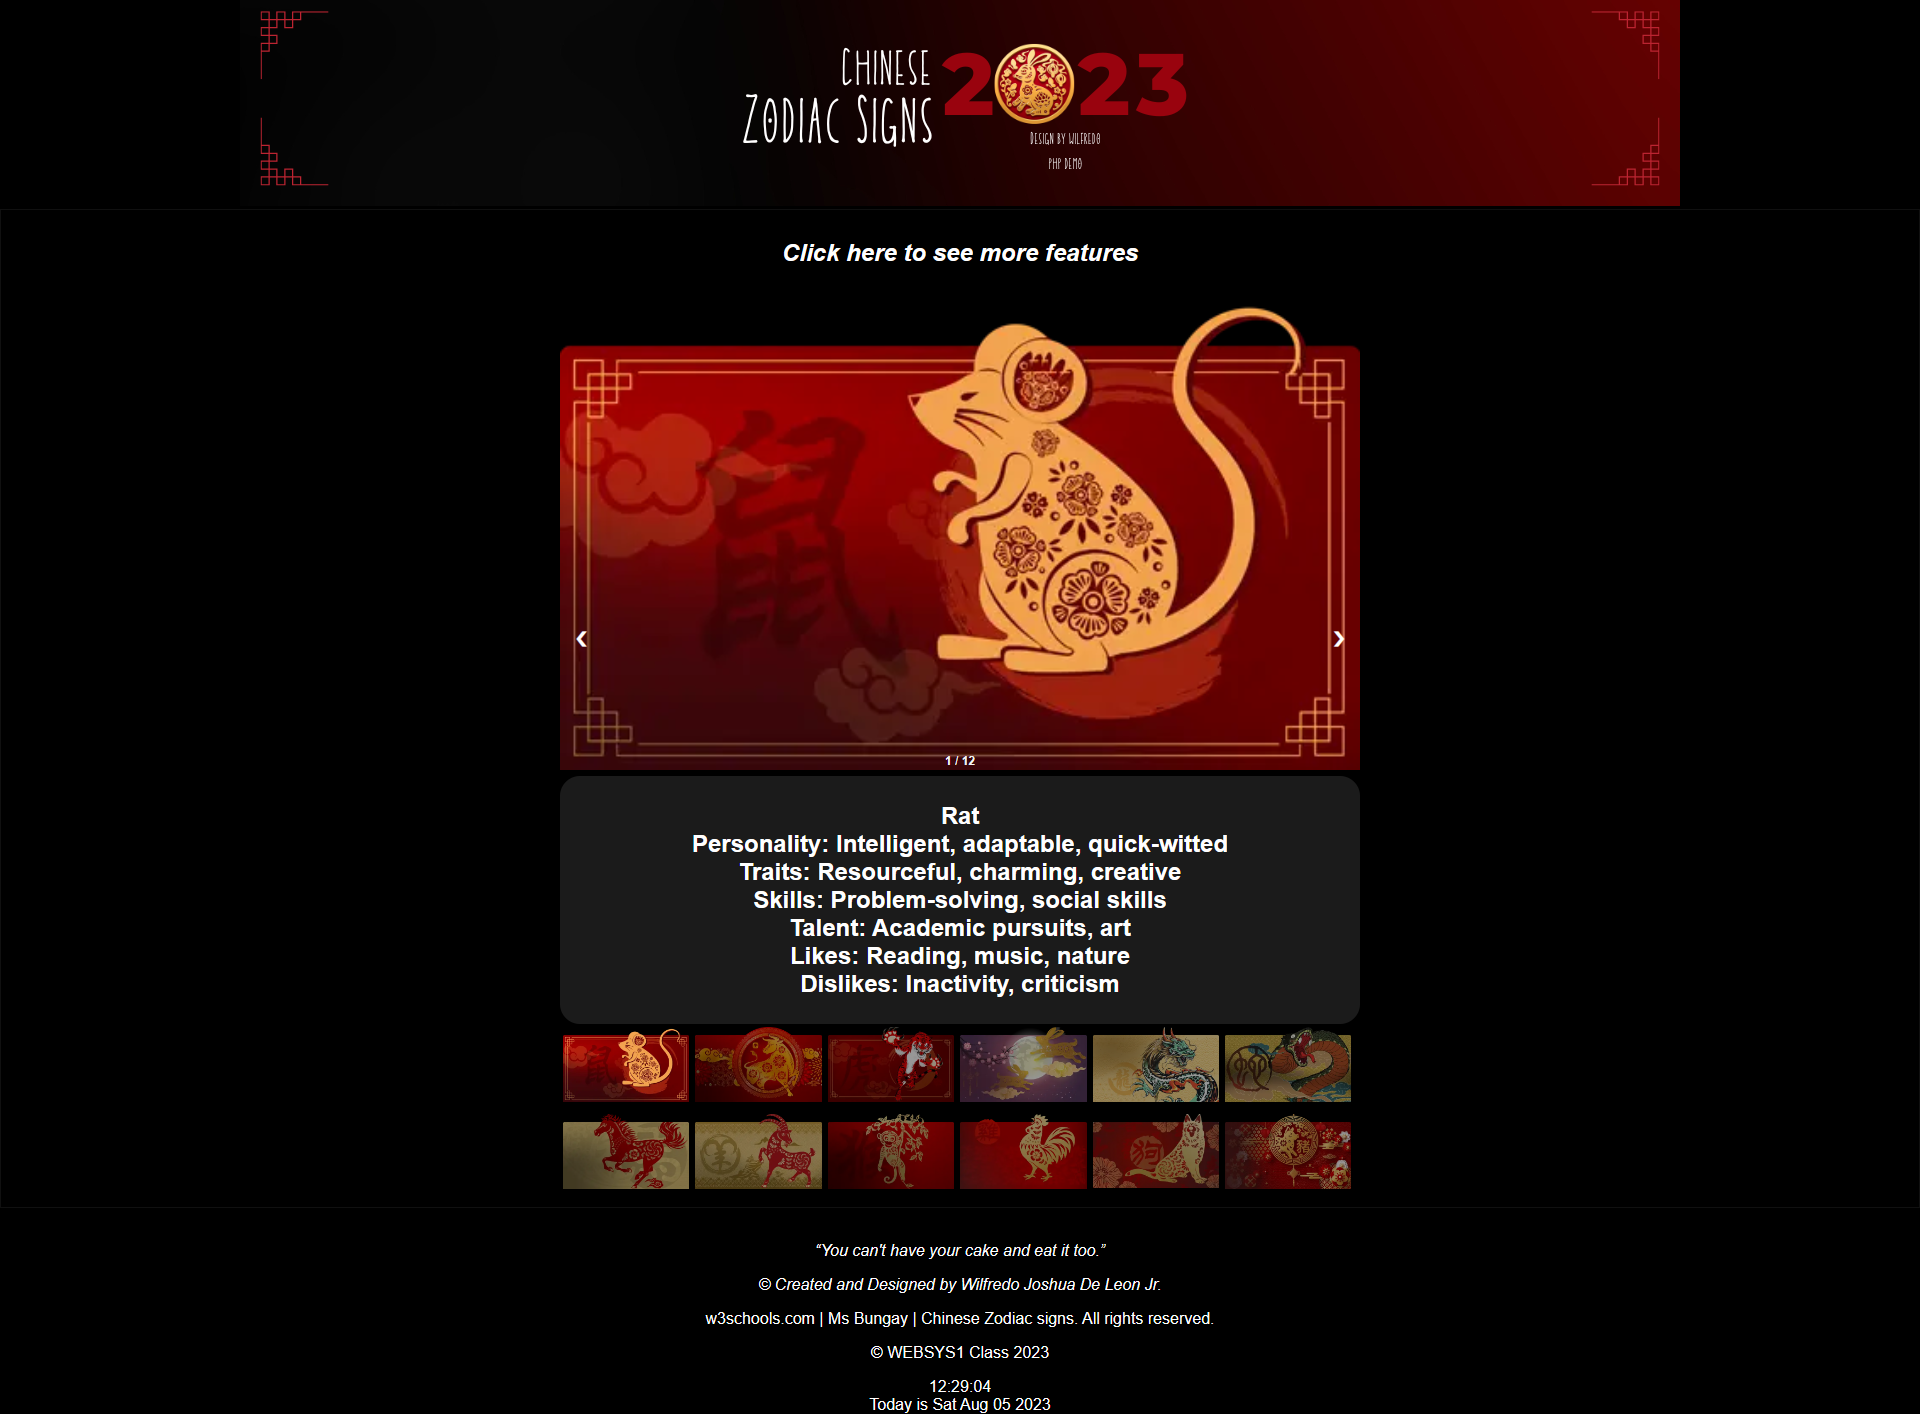 CHINESE
ZODIAC SIGNS
2023
DESIGN BY WILFREDO
PHP DEMO
Click here to see more features
鼠
❮
❯
1 / 12
Rat
Personality: Intelligent, adaptable, quick-witted
Traits: Resourceful, charming, creative
Skills: Problem-solving, social skills
Talent: Academic pursuits, art
Likes: Reading, music, nature
Dislikes: Inactivity, criticism
鼠
虎
狗
“You can't have your cake and eat it too.”
© Created and Designed by Wilfredo Joshua De Leon Jr.
w3schools.com | Ms Bungay | Chinese Zodiac signs. All rights reserved.
© WEBSYS1 Class 2023
12:29:04
Today is Sat Aug 05 2023